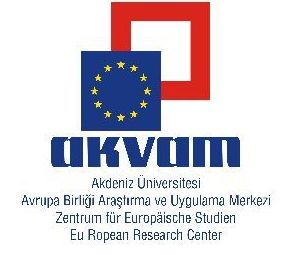 akvam
Akdeniz Üniversitesi
Avrupa Birliği Araştırma ve Uygulama Merkezi
Zentrum für Europäische Studien
Eu Ropean Research Center